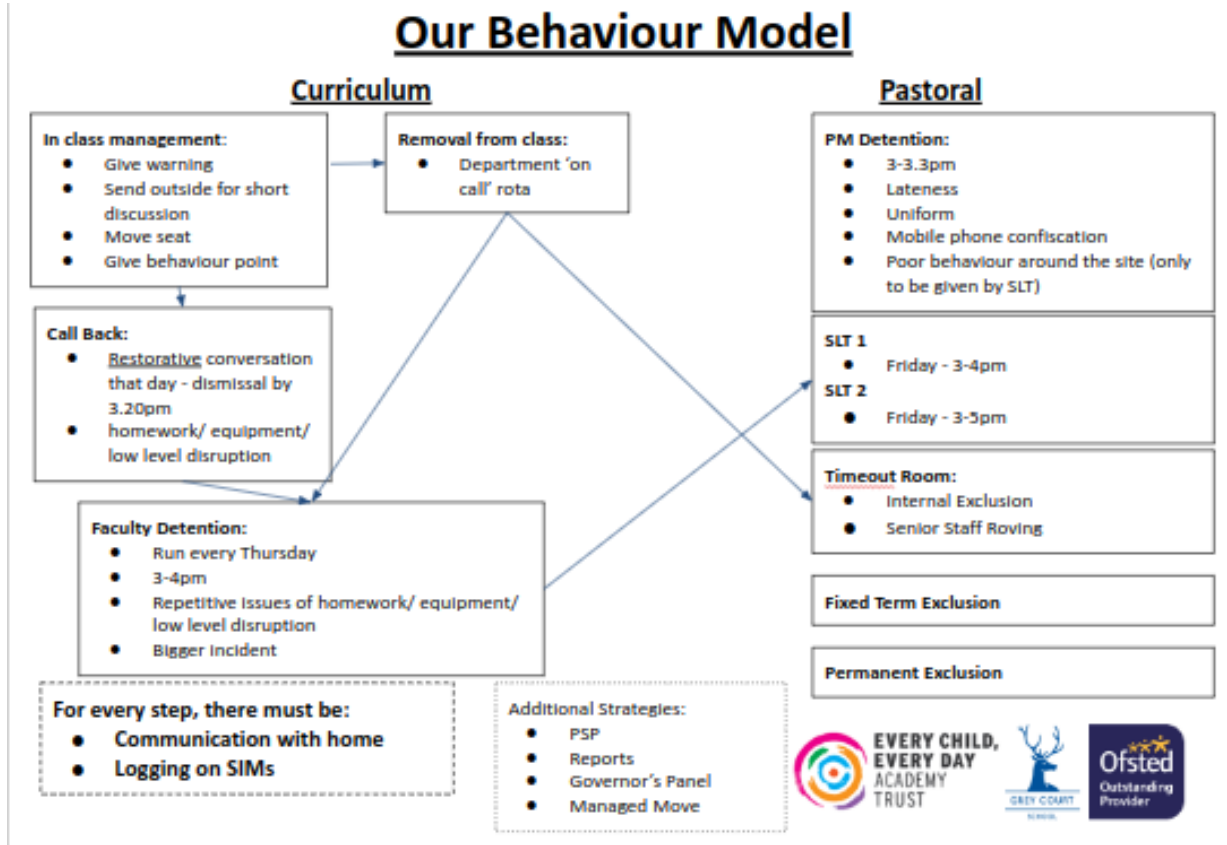 Our Behaviour Model
Curriculum
In class management:
● Give warning
● Send outside for short
discussion
● Move seat
● Give behaviour point
Removal from class:
● Department 'on
call' rota
Call Back:
● Restorative conversation
that day - dismissal by
3.20pm
● homework/ equipment/
low level disruption
Faculty Detention:
● Run every Thursday
● 3-4pm
● Repetitive issues of homework/ equipment/
low level disruption
● Bigger incident
For every step, there must be:
● Communication with home
● Logging on SIMs
Additional Strategies:
● PSP
● Reports
● Governor's Panel
● Managed Move
Pastoral
PM Detention:
● 3-3.3pm
● Lateness
● Uniform
● Mobile phone confiscation
● Poor behaviour around the site (only
to be given by SLT)
SLT 1
● Friday - 3-4pm
SLT 2
● Friday - 3-5pm
Timeout Room:
● Internal Exclusion
● Senior Staff Roving
Fixed Term Exclusion
Permanent Exclusion
EVERY CHILD,
EVERY DAY
ACADEMY
TRUST
GREY COURT
SCHOOL
Ofsted
Outstanding
Provider